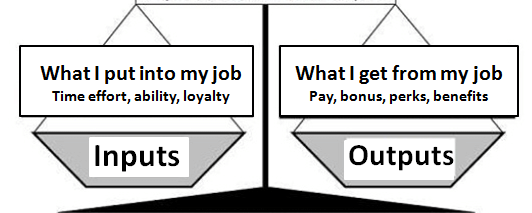 What I put into my job
Time effort, ability, loyalty
What I get from my job
Pay, bonus, perks, benefits
Inputs
Outputs